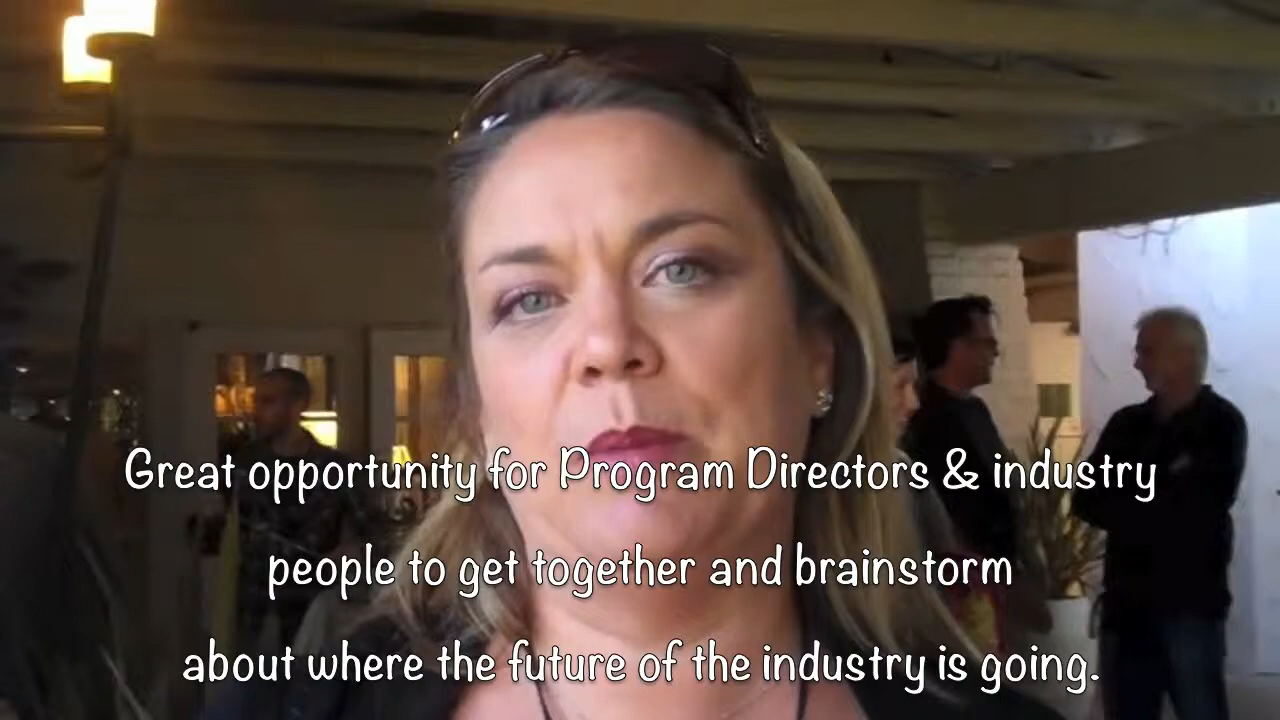 Great opportunity for Program Directors & industry
people to get together and brainstorm
about where the future of the industry is going.